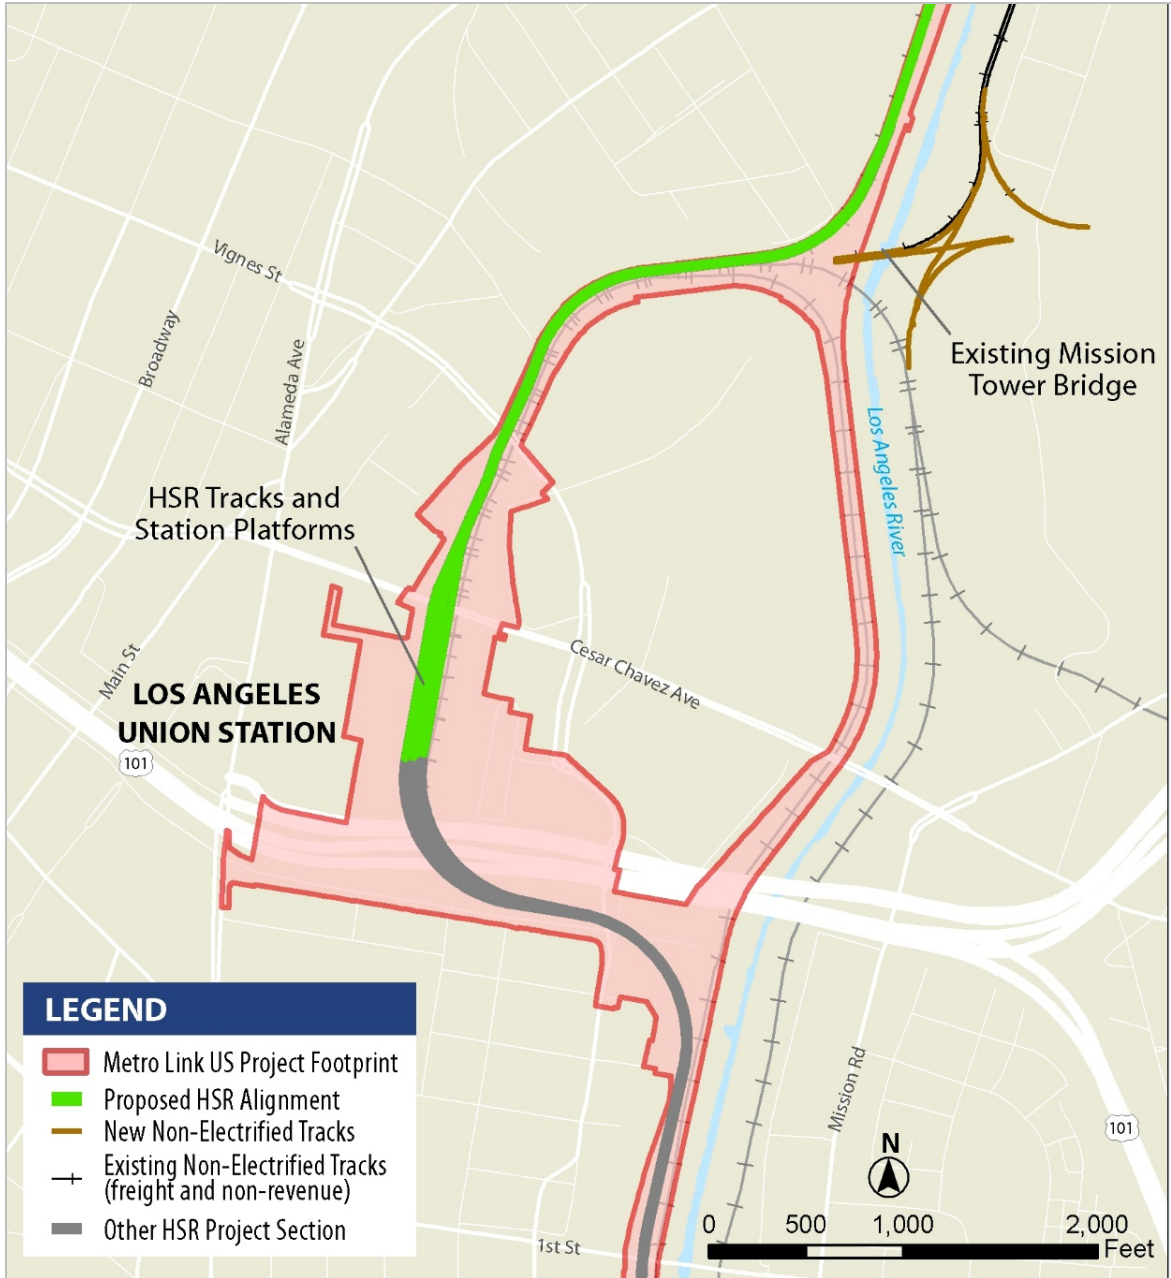 Vignes St
Broadway
Alameda Ave
Existing Mission
Tower Bridge
Los Angeles River
HSR Tracks and
Station Platforms
Cesar Chavez Ave
Main St
LOS ANGELES
UNION STATION
101
LEGEND
Metro Link US Project Footprint
Proposed HSR Alignment
New Non-Electrified Tracks
Existing Non-Electrified Tracks
(freight and non-revenue)
Other HSR Project Section
Mission Rd
101
N
0 500 1,000 2,000
Feet
1st St